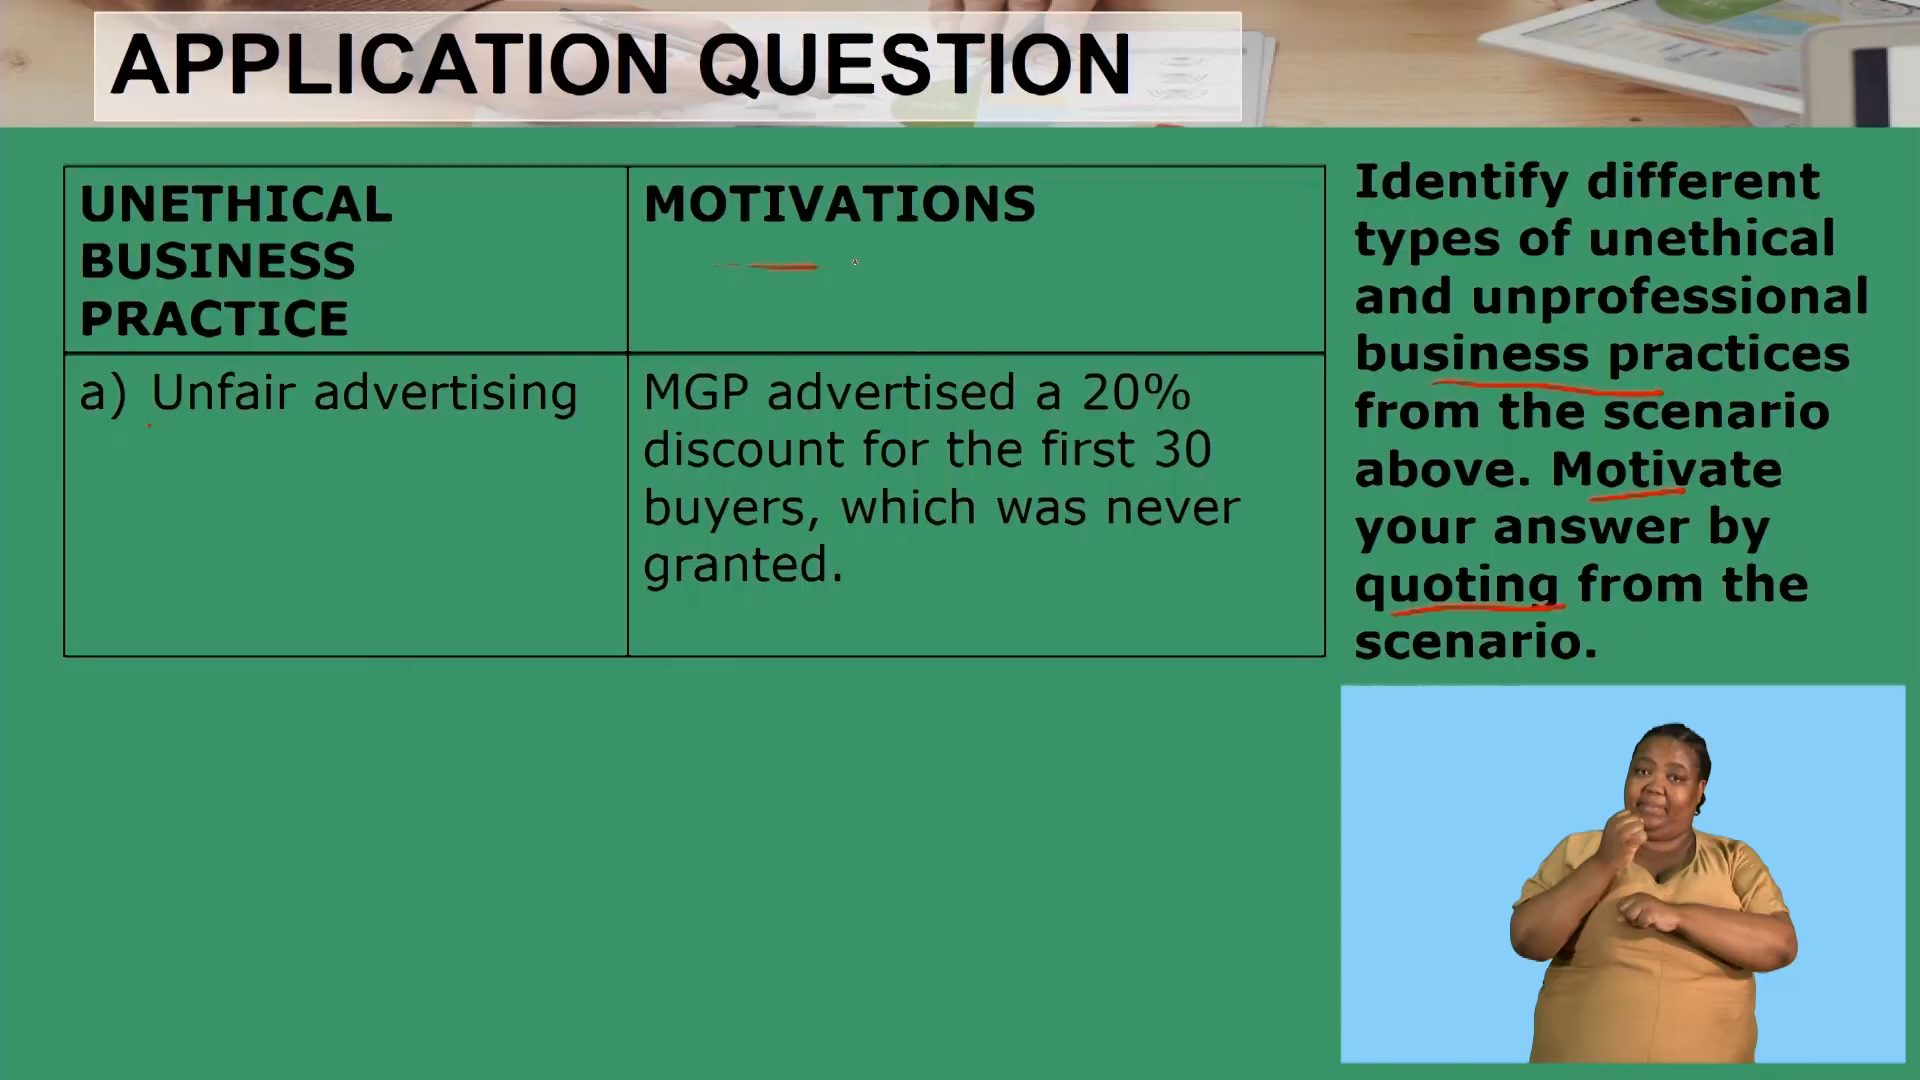 APPLICATION QUESTION
UNETHICAL
BUSINESS
PRACTICE
MOTIVATIONS
a) Unfair advertising
MGP advertised a 20%
discount for the first 30
buyers, which was never
granted.
Identify different
types of unethical
and unprofessional
business practices
from the scenario
above. Motivate
your answer by
quoting from the
scenario.